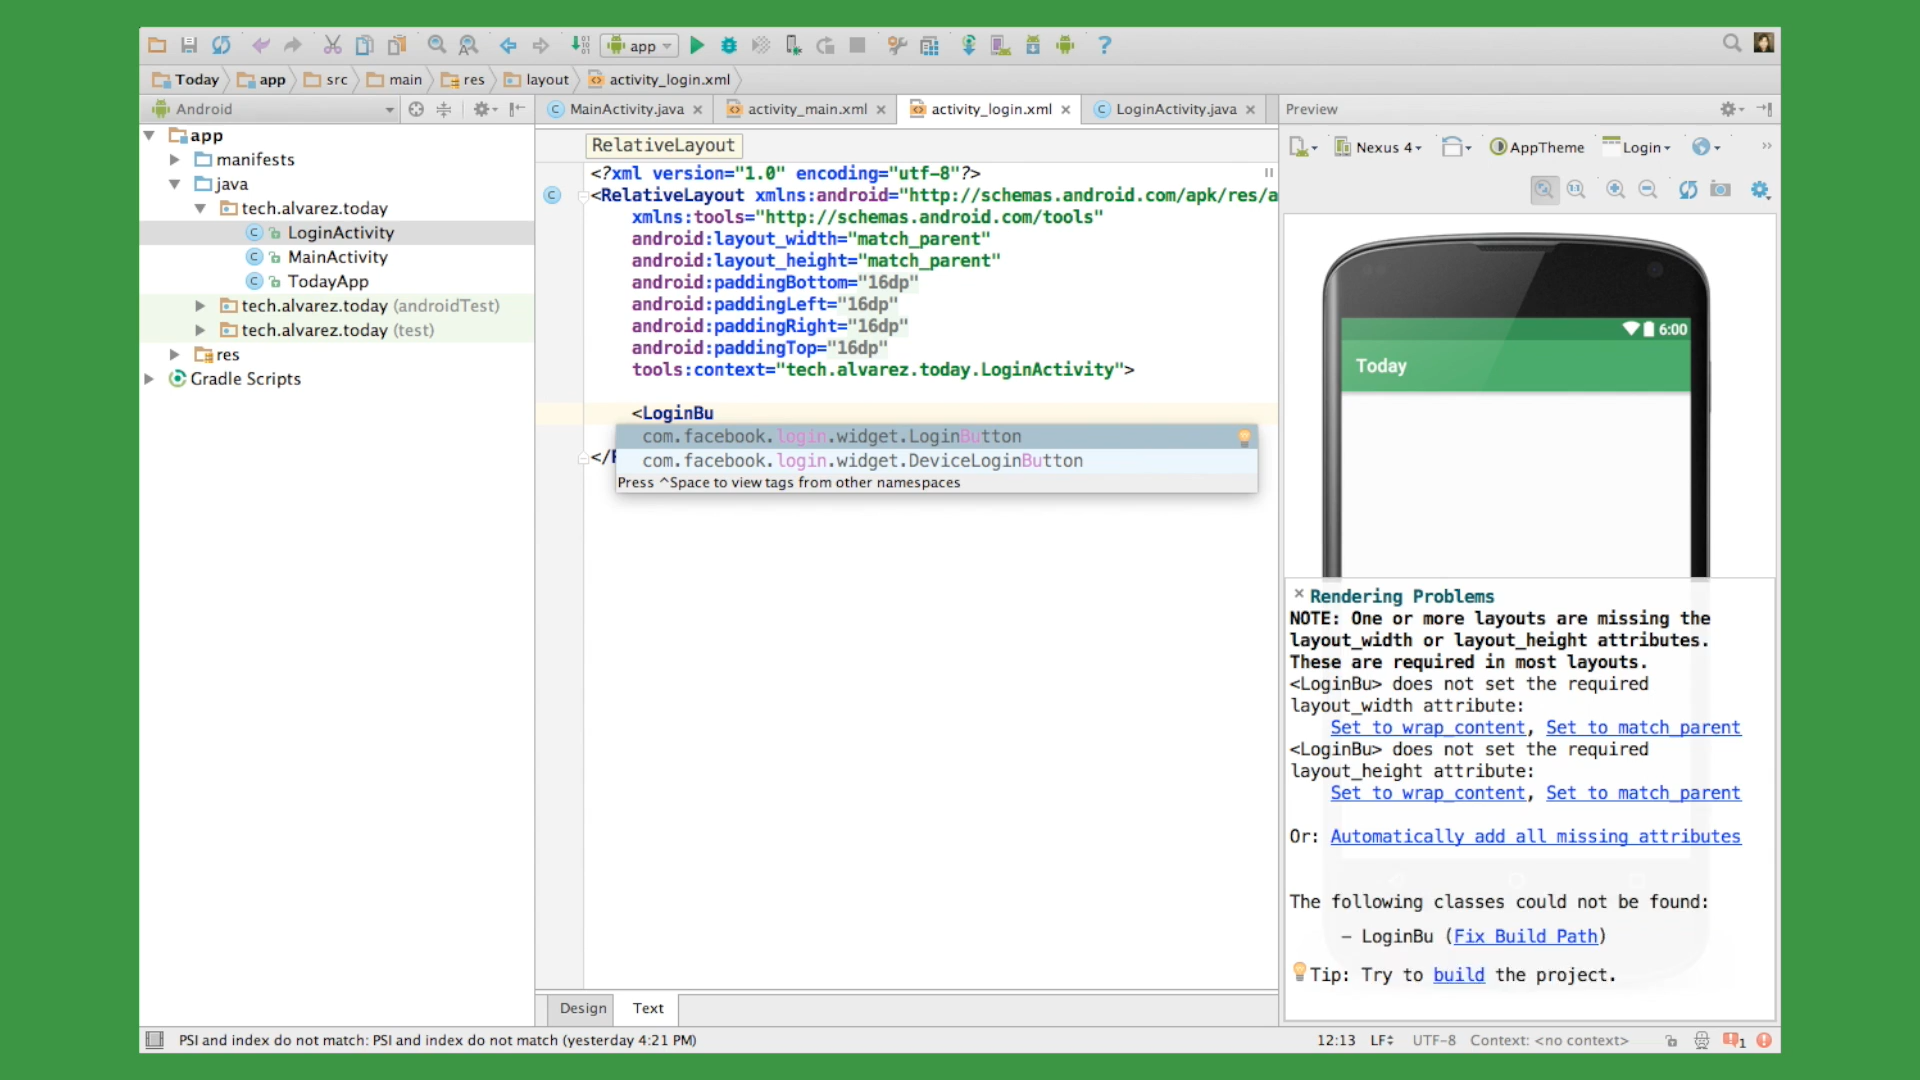 app
Today app src main res layout activity_login.xml
Android
MainActivity.java activity_main.xml activity_login.xml LoginActivity.java
Preview
app
manifests
java
tech.alvarez.today
LoginActivity
MainActivity
TodayApp
tech.alvarez.today (androidTest)
tech.alvarez.today (test)
res
Gradle Scripts
RelativeLayout
<?xml version="1.0" encoding="utf-8"?>
<RelativeLayout xmlns:android="http://schemas.android.com/apk/res/a
xmlns:tools="http://schemas.android.com/tools"
android:layout_width="match_parent"
android:layout_height="match_parent"
android:paddingBottom="16dp"
android:paddingLeft="16dp"
android:paddingRight="16dp"
android:paddingTop="16dp"
tools:context="tech.alvarez.today.LoginActivity">
<LoginBu
com.facebook.login.widget.LoginButton
com.facebook.login.widget.DeviceLoginButton
</R
Press ^Space to view tags from other namespaces
Design Text
Nexus 4 AppTheme Login
6:00
Today
Rendering Problems
NOTE: One or more layouts are missing the
layout_width or layout_height attributes.
These are required in most layouts.
<LoginBu> does not set the required
layout_width attribute:
Set to wrap_content, Set to match_parent
<LoginBu> does not set the required
layout_height attribute:
Set to wrap_content, Set to match_parent
Or: Automatically add all missing attributes
The following classes could not be found:
– LoginBu (Fix Build Path)
Tip: Try to build the project.
PSI and index do not match: PSI and index do not match (yesterday 4:21 PM)
12:13 LF UTF-8 Context: <no context> 1